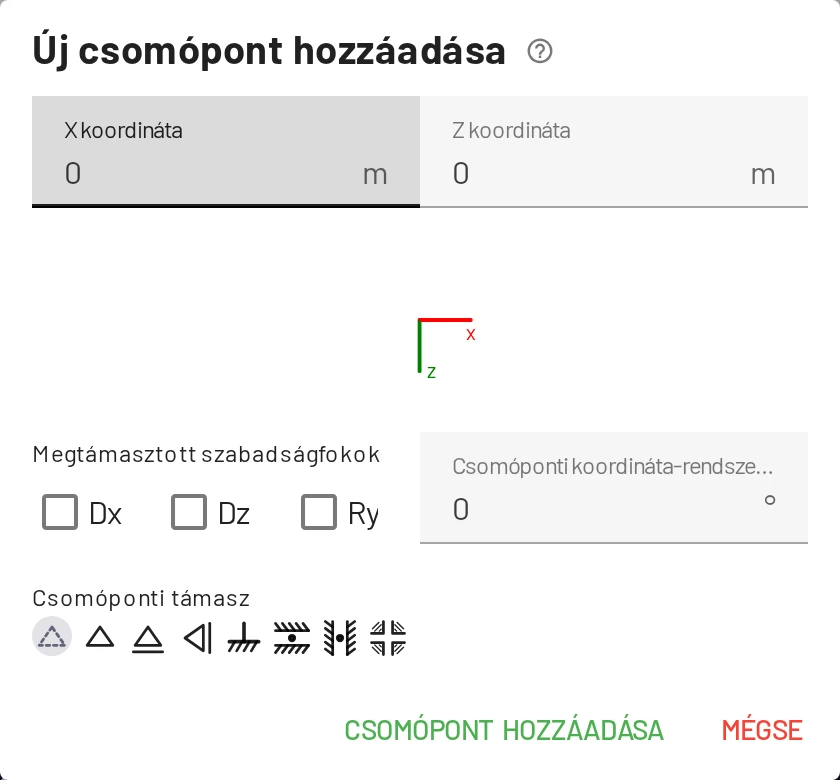 Új csomópont hozzáadása
X koordináta
Z koordináta
0 m
0 m
x
z
Megtámasztott szabadságfokok
Csomóponti koordináta-rendsze...
Dx
Dz
Ry
0 °
Csomóponti támasz
CSOMÓPONT HOZZÁADÁSA
MÉGSE